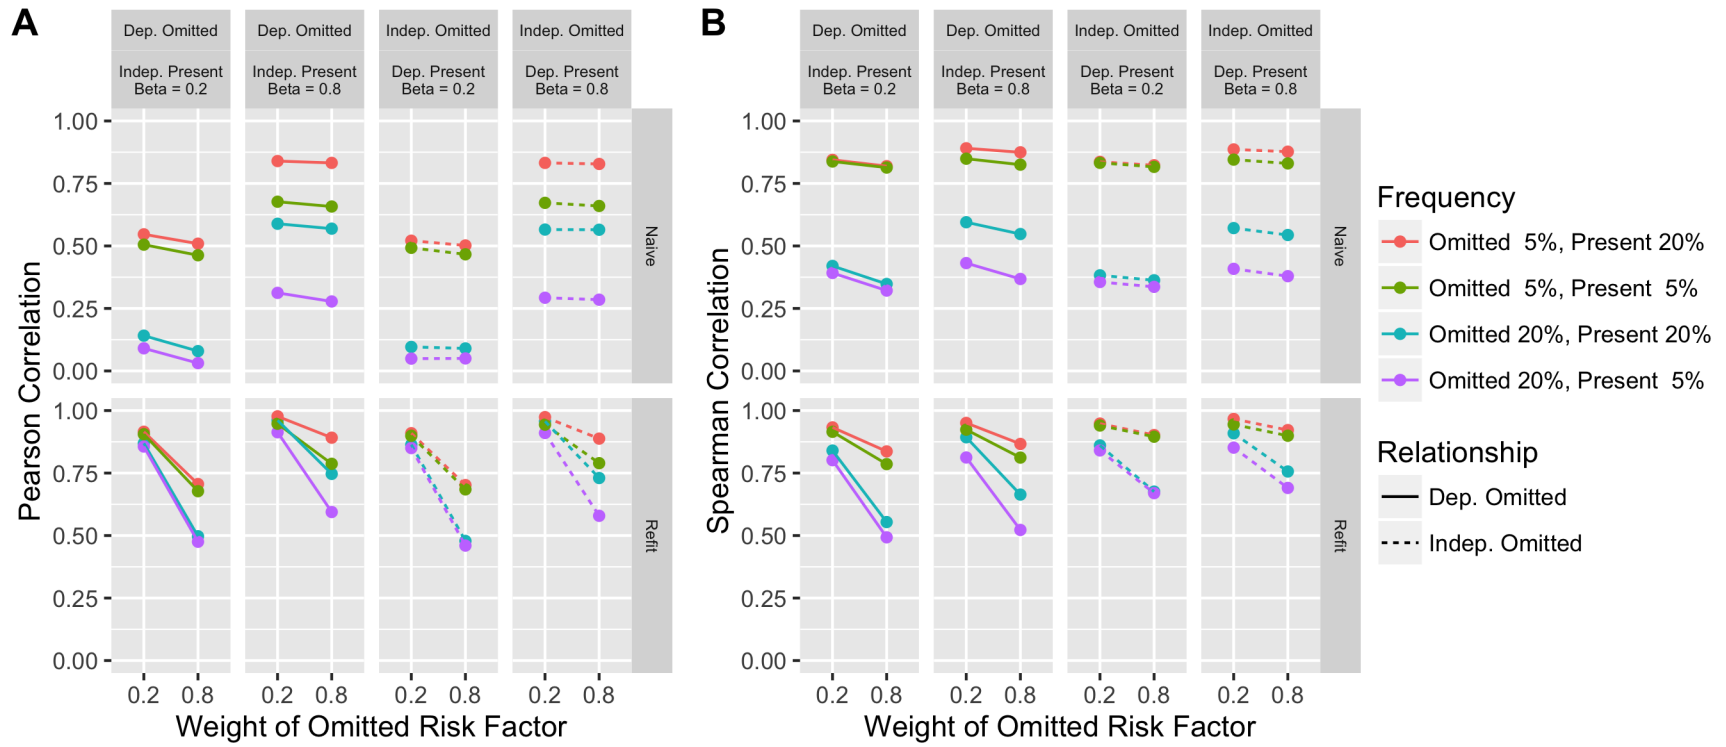 A
Dep. Omitted
Dep. Omitted
Indep. Omitted
Indep. Omitted
Indep. Present
Beta = 0.2
Indep. Present
Beta = 0.8
Dep. Present
Beta = 0.2
Dep. Present
Beta = 0.8
Pearson Correlation
1.00
0.75
0.50
0.25
0.00
Naive
1.00
0.75
0.50
0.25
0.00
Refit
0.2 0.8 0.2 0.8 0.2 0.8 0.2 0.8
Weight of Omitted Risk Factor
B
Dep. Omitted
Dep. Omitted
Indep. Omitted
Indep. Omitted
Indep. Present
Beta = 0.2
Indep. Present
Beta = 0.8
Dep. Present
Beta = 0.2
Dep. Present
Beta = 0.8
Spearman Correlation
1.00
0.75
0.50
0.25
0.00
Naive
1.00
0.75
0.50
0.25
0.00
Refit
0.2 0.8 0.2 0.8 0.2 0.8 0.2 0.8
Weight of Omitted Risk Factor
Frequency
Omitted 5%, Present 20%
Omitted 5%, Present 5%
Omitted 20%, Present 20%
Omitted 20%, Present 5%
Relationship
Dep. Omitted
Indep. Omitted